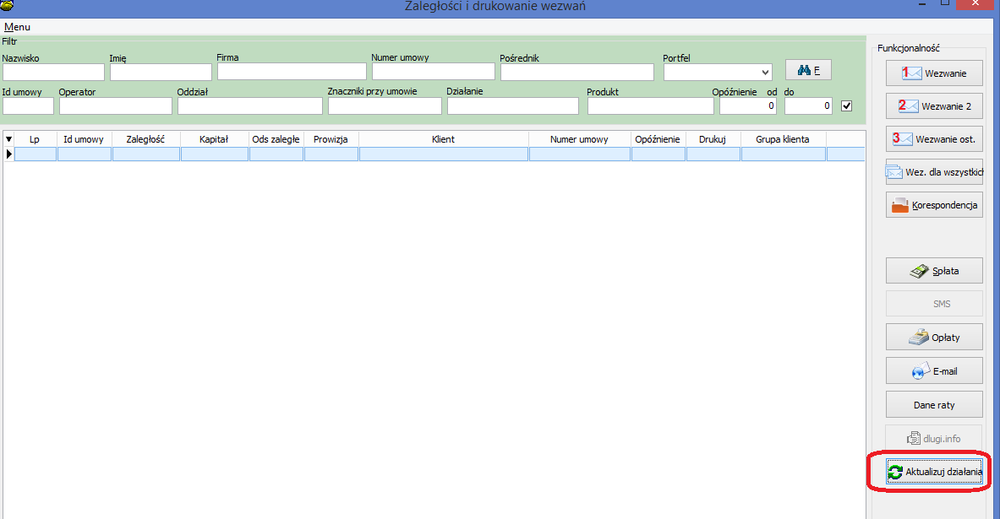 Zaległości i drukowanie wezwań
Menu
Filtr
Nazwisko Imię Firma Numer umowy Pośrednik Portfel
F
Id umowy Operator Oddział Znaczniki przy umowie Działanie Produkt Opóźnienie od do
0 0
Lp Id umowy Zaległość Kapitał Ods zaległe Prowizja Klient Numer umowy Opóźnienie Drukuj Grupa klienta
Funkcjonalność
1 Wezwanie
2 Wezwanie 2
3 Wezwanie ost.
Wez. dla wszystkich
Korespondencja
Spłata
SMS
Opłaty
E-mail
Dane raty
dlugi.info
Aktualizuj działania